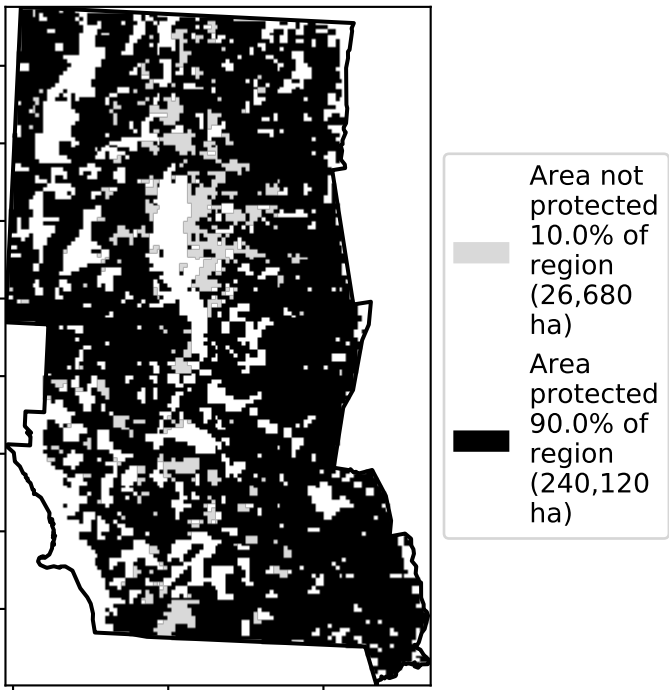 Area not
protected
10.0% of
region
(26,680
ha)
Area
protected
90.0% of
region
(240,120
ha)